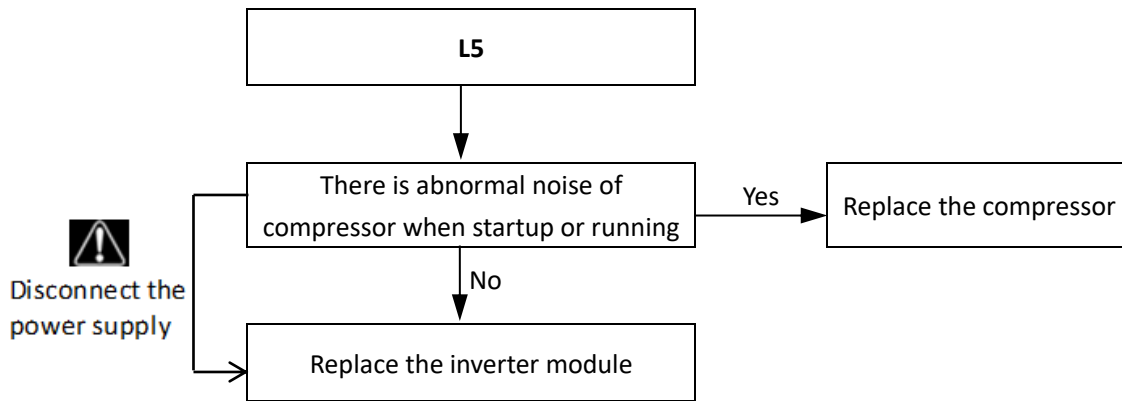 L5
There is abnormal noise of
compressor when startup or running
Yes
Replace the compressor
Disconnect the
power supply
No
Replace the inverter module